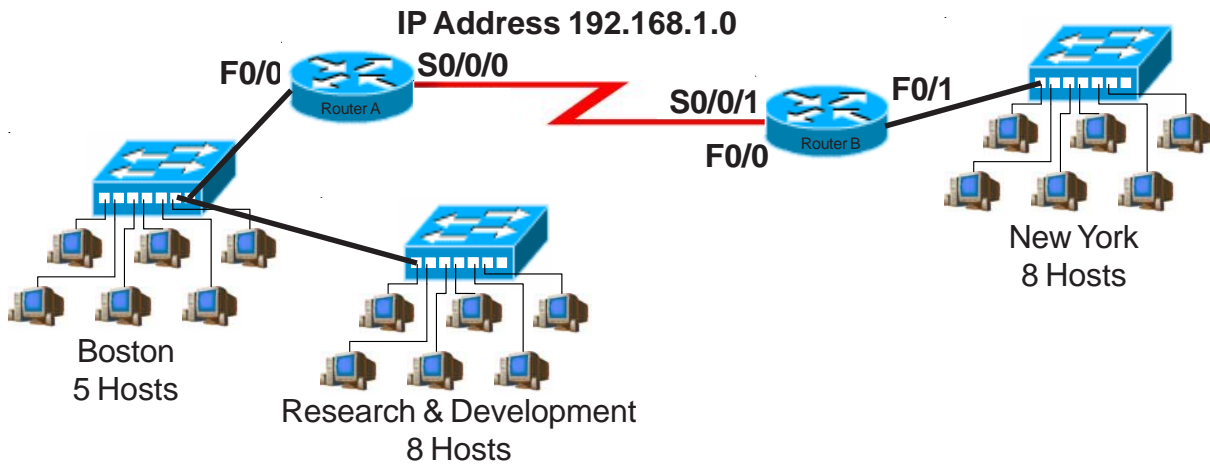 IP Address 192.168.1.0
F0/0
S0/0/0
Router A
S0/0/1
F0/1
Router B
F0/0
New York
8 Hosts
Boston
5 Hosts
Research & Development
8 Hosts